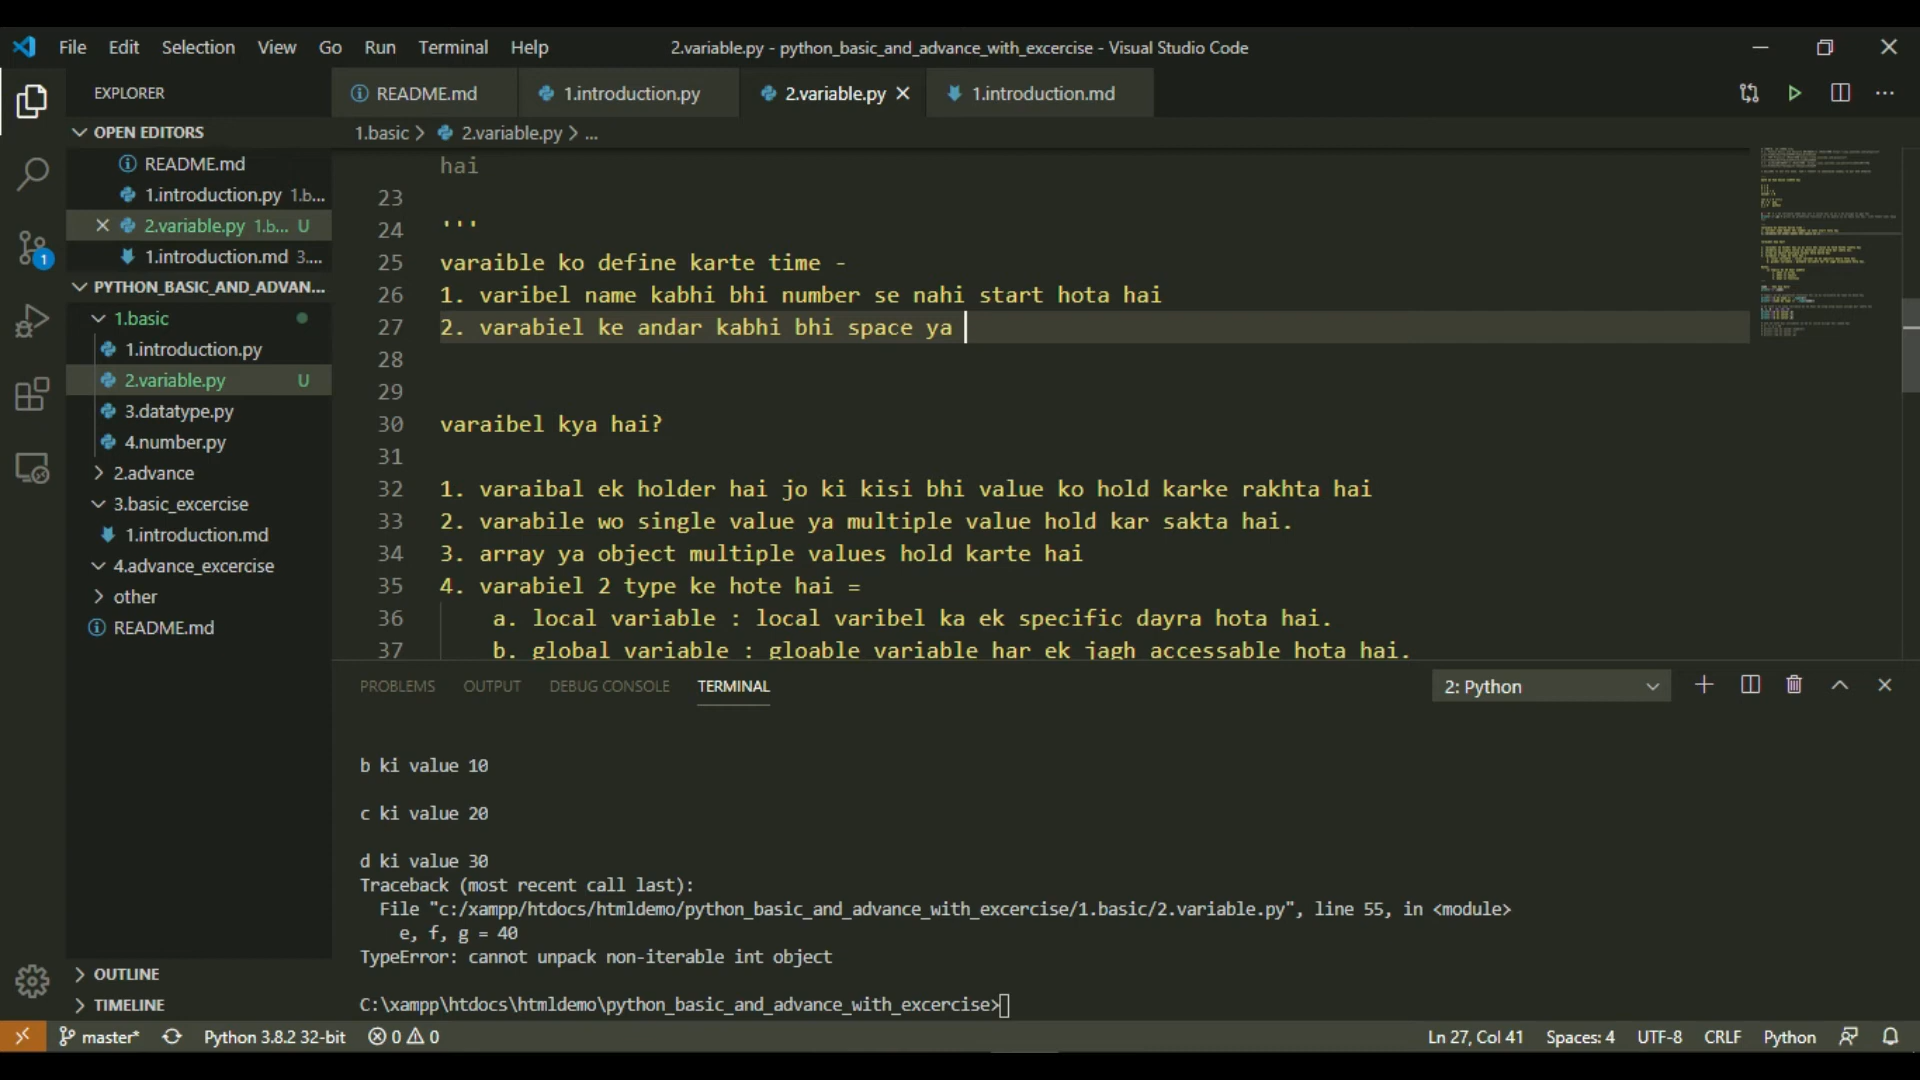 File Edit Selection View Go Run Terminal Help
2.variable.py - python_basic_and_advance_with_excercise - Visual Studio Code
EXPLORER
OPEN EDITORS
README.md
1.introduction.py 1.b...
2.variable.py 1.b... U
1.introduction.md 3....
PYTHON_BASIC_AND_ADVAN...
1.basic
1.introduction.py
2.variable.py U
3.datatype.py
4.number.py
2.advance
3.basic_excercise
1.introduction.md
4.advance_excercise
other
README.md
OUTLINE
TIMELINE
README.md 1.introduction.py 2.variable.py 1.introduction.md
1.basic > 2.variable.py > ...
hai
23
24 '''
25 varaible ko define karte time -
26 1. varibel name kabhi bhi number se nahi start hota hai
27 2. varabiel ke andar kabhi bhi space ya
28
29
30 varaibel kya hai?
31
32 1. varaibal ek holder hai jo ki kisi bhi value ko hold karke rakhta hai
33 2. varabile wo single value ya multiple value hold kar sakta hai.
34 3. array ya object multiple values hold karte hai
35 4. varabiel 2 type ke hote hai =
36 a. local variable : local varibel ka ek specific dayra hota hai.
37 b. global variable : gloable variable har ek jagh accessable hota hai.
PROBLEMS OUTPUT DEBUG CONSOLE TERMINAL
2: Python
b ki value 10
c ki value 20
d ki value 30
Traceback (most recent call last):
File "c:/xampp/htdocs/htmldemo/python_basic_and_advance_with_excercise/1.basic/2.variable.py", line 55, in <module>
e, f, g = 40
TypeError: cannot unpack non-iterable int object
C:\xampp\htdocs\htmldemo\python_basic_and_advance_with_excercise>
master* Python 3.8.2 32-bit 0 0
Ln 27, Col 41 Spaces: 4 UTF-8 CRLF Python
1